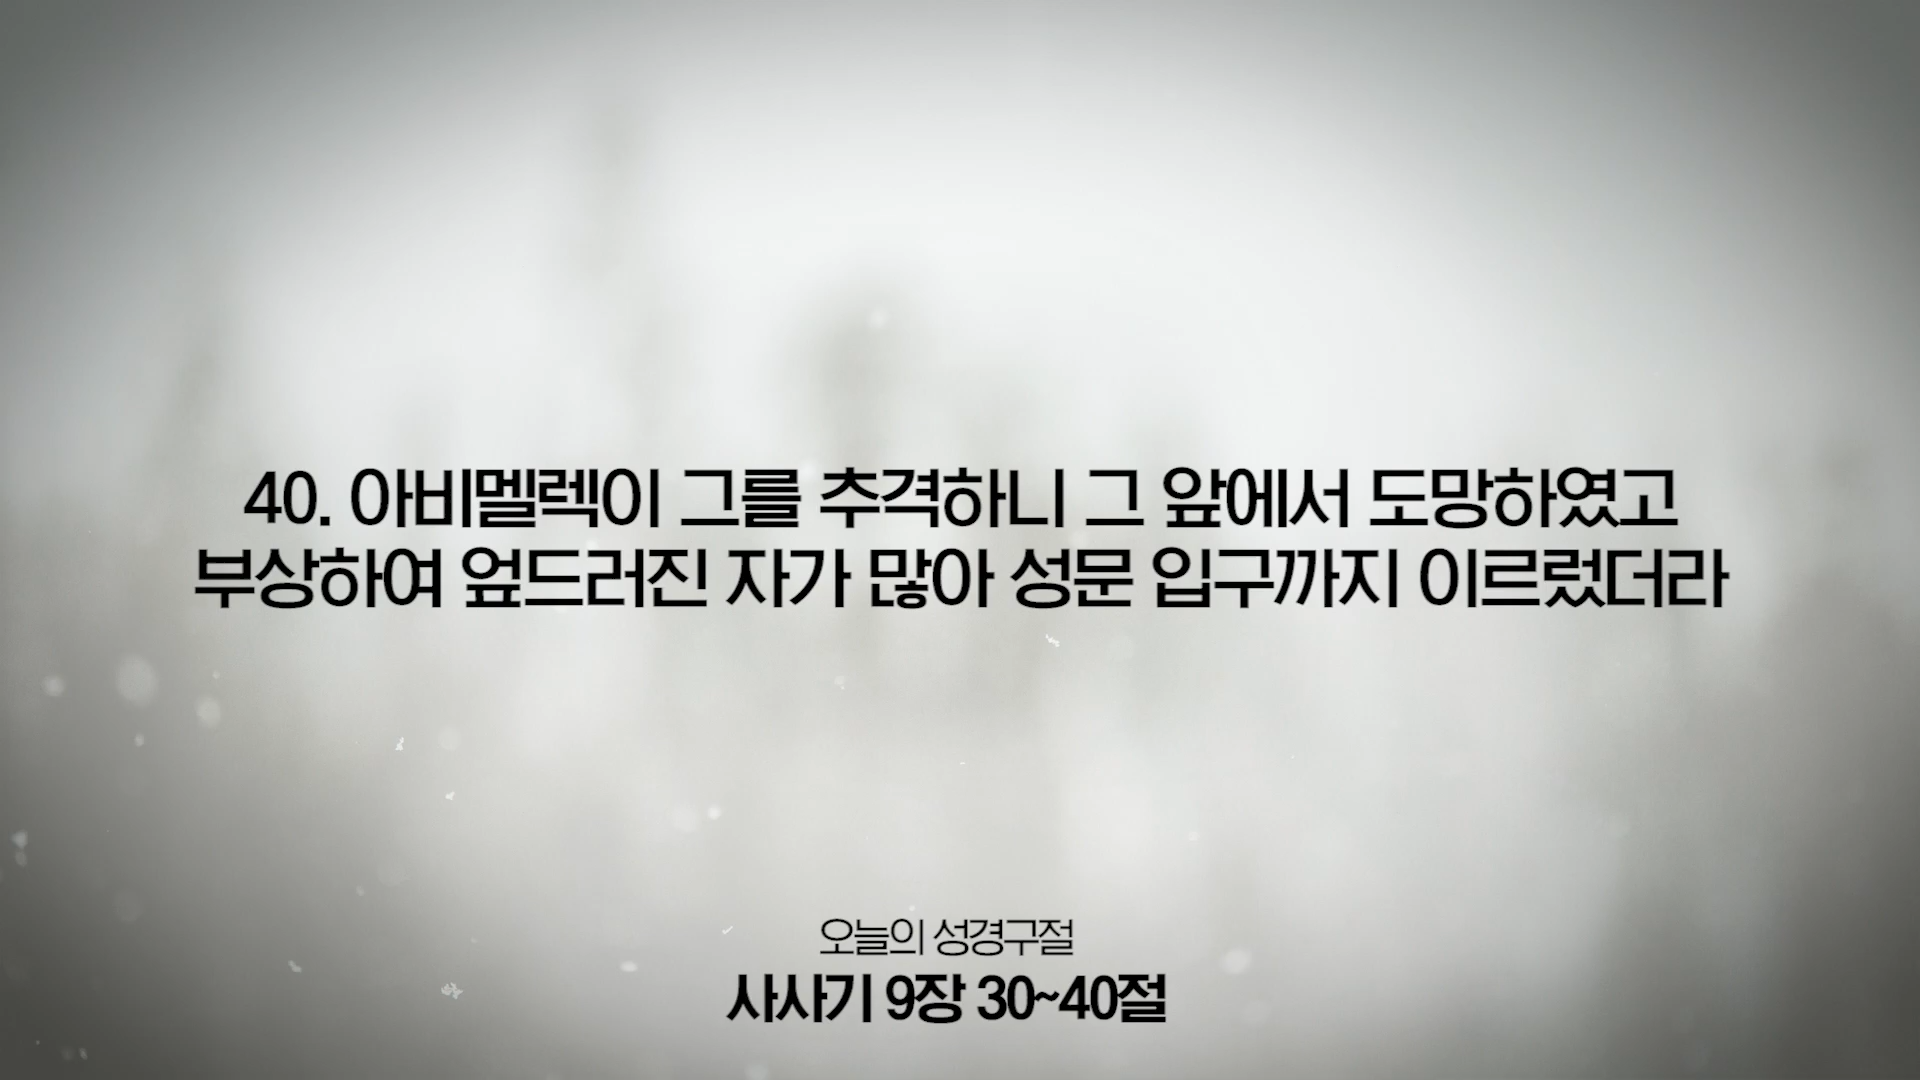 40. 아비멜렉이 그를 추격하니 그 앞에서 도망하였고
부상하여 엎드러진 자가 많아 성문 입구까지 이르렀더라
오늘의 성경구절
사사기 9장 30~40절